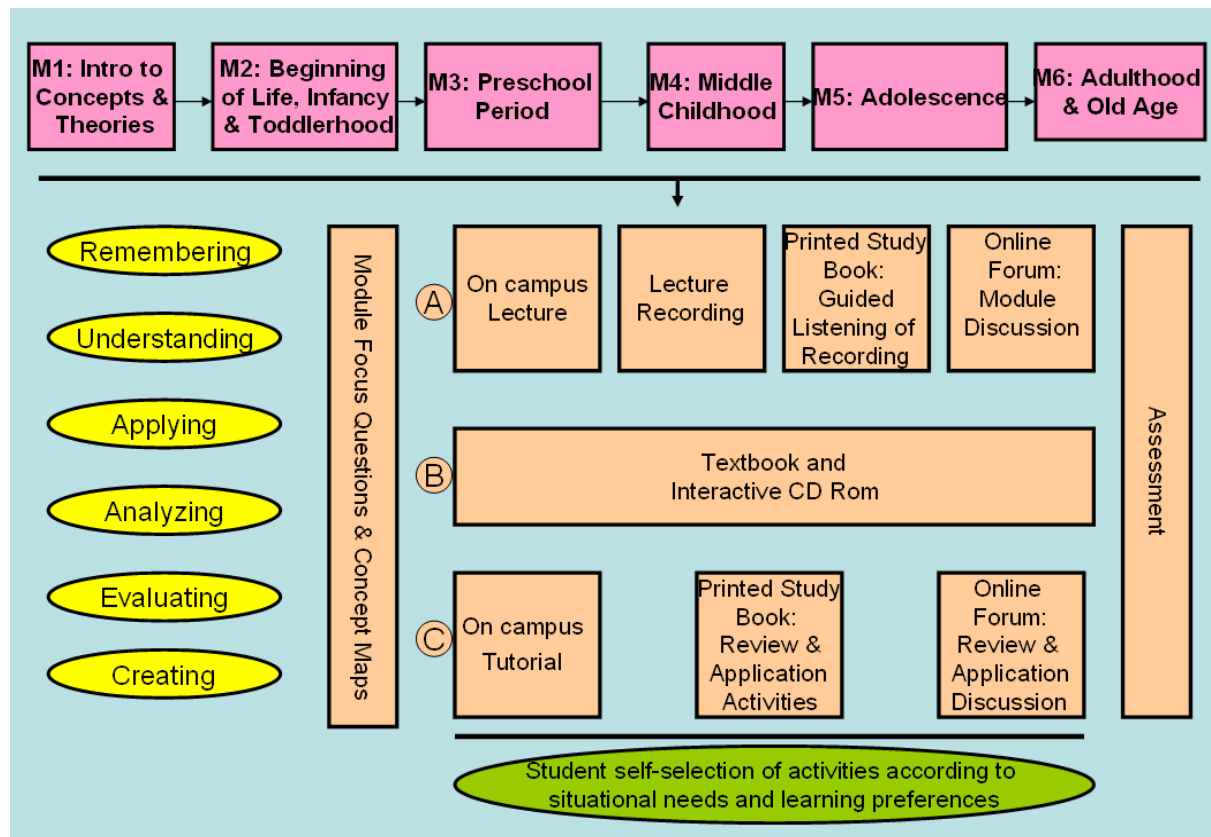 M1: Intro to
Concepts &
Theories
M2: Beginning
of Life, Infancy
& Toddlerhood
M3: Preschool
Period
M4: Middle
Childhood
M5: Adolescence
M6: Adulthood
& Old Age
Remembering
Understanding
Applying
Analyzing
Evaluating
Creating
Module Focus Questions & Concept Maps
A
On campus
Lecture
Lecture
Recording
Printed Study
Book:
Guided
Listening of
Recording
Online
Forum:
Module
Discussion
B
Textbook and
Interactive CD Rom
C
On campus
Tutorial
Printed Study
Book:
Review &
Application
Activities
Online
Forum:
Review &
Application
Discussion
Assessment
Student self-selection of activities according to
situational needs and learning preferences